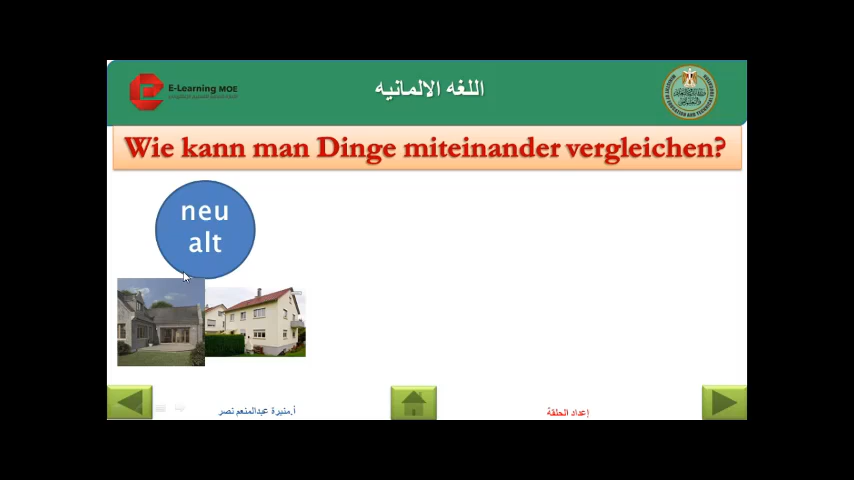 E-Learning MOE
اللغه الالمانيه
Wie kann man Dinge miteinander vergleichen?
neu
alt
أ.منيرة عبدالمنعم نصر
إعداد الحلقة